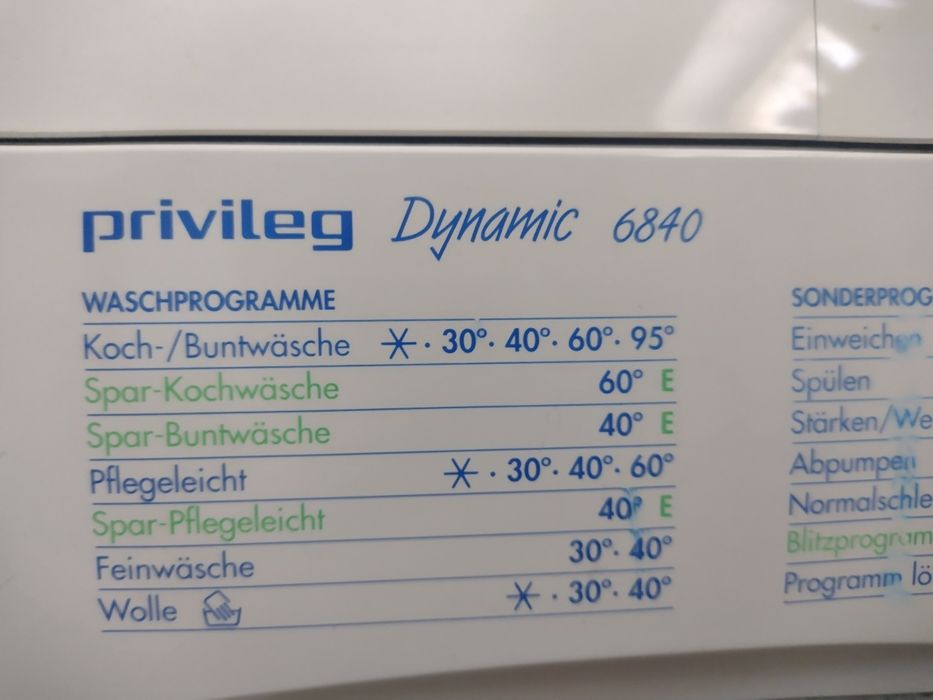 privileg Dynamic 6840
WASCHPROGRAMME
Koch-/Buntwäsche * · 30°· 40°· 60°· 95°
Spar-Kochwäsche 60° E
Spar-Buntwäsche 40° E
Pflegeleicht * · 30°· 40°· 60°
Spar-Pflegeleicht 40° E
Feinwäsche 30°· 40°
Wolle * · 30°· 40°
SONDERPROG
Einweichen
Spülen
Stärken/We
Abpumpen
Normalschle
Blitzprogram
Programm lö